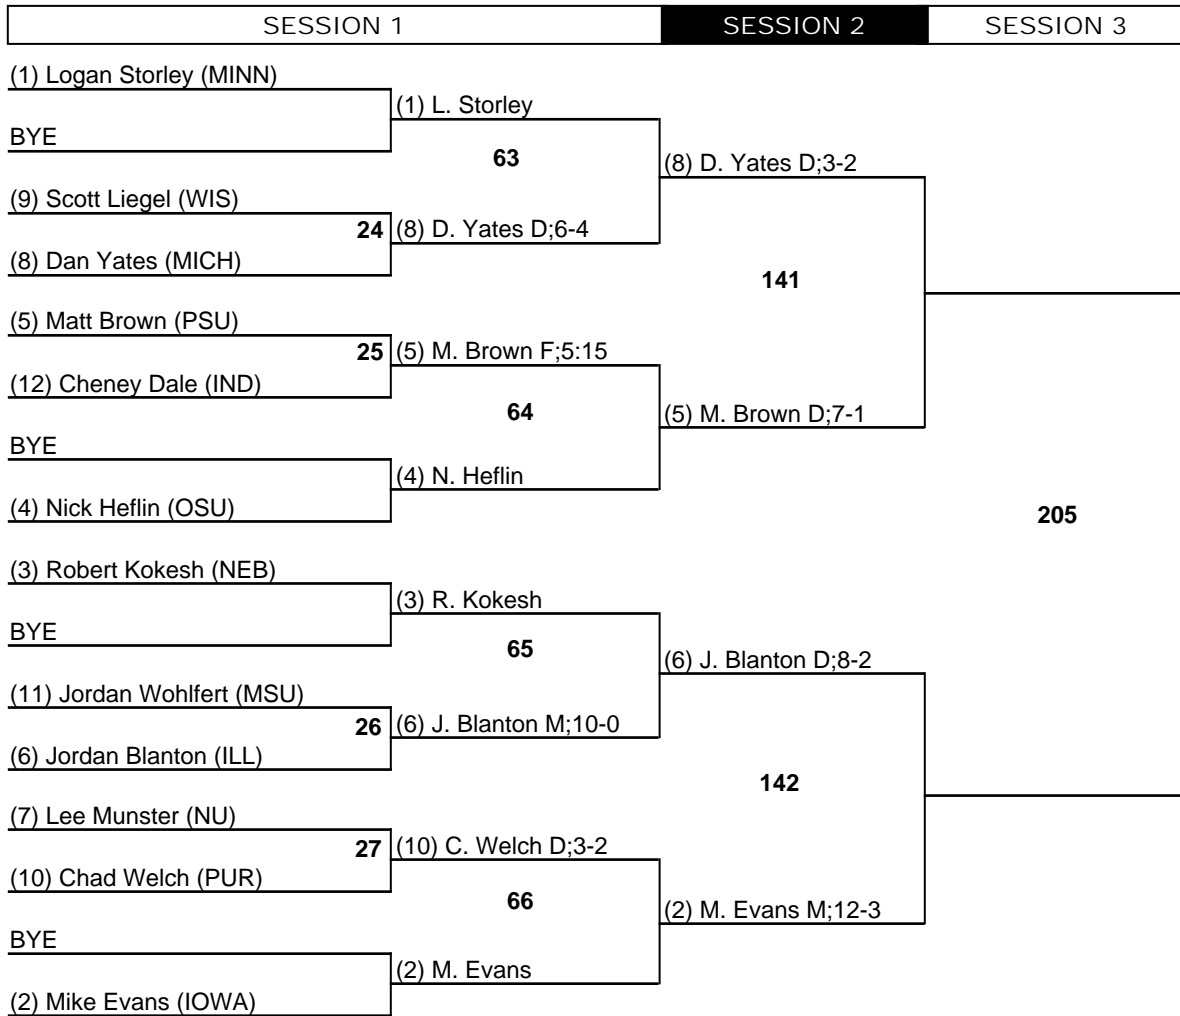 SESSION 1 SESSION 2 SESSION 3
(1) Logan Storley (MINN)
(1) L. Storley
BYE
63
(8) D. Yates D;3-2
(9) Scott Liegel (WIS)
24 (8) D. Yates D;6-4
(8) Dan Yates (MICH)
141
(5) Matt Brown (PSU)
25 (5) M. Brown F;5:15
(12) Cheney Dale (IND)
64
(5) M. Brown D;7-1
BYE
(4) N. Heflin
(4) Nick Heflin (OSU)
205
(3) Robert Kokesh (NEB)
(3) R. Kokesh
BYE
65
(6) J. Blanton D;8-2
(11) Jordan Wohlfert (MSU)
26 (6) J. Blanton M;10-0
(6) Jordan Blanton (ILL)
142
(7) Lee Munster (NU)
27 (10) C. Welch D;3-2
(10) Chad Welch (PUR)
66
(2) M. Evans M;12-3
BYE
(2) M. Evans
(2) Mike Evans (IOWA)